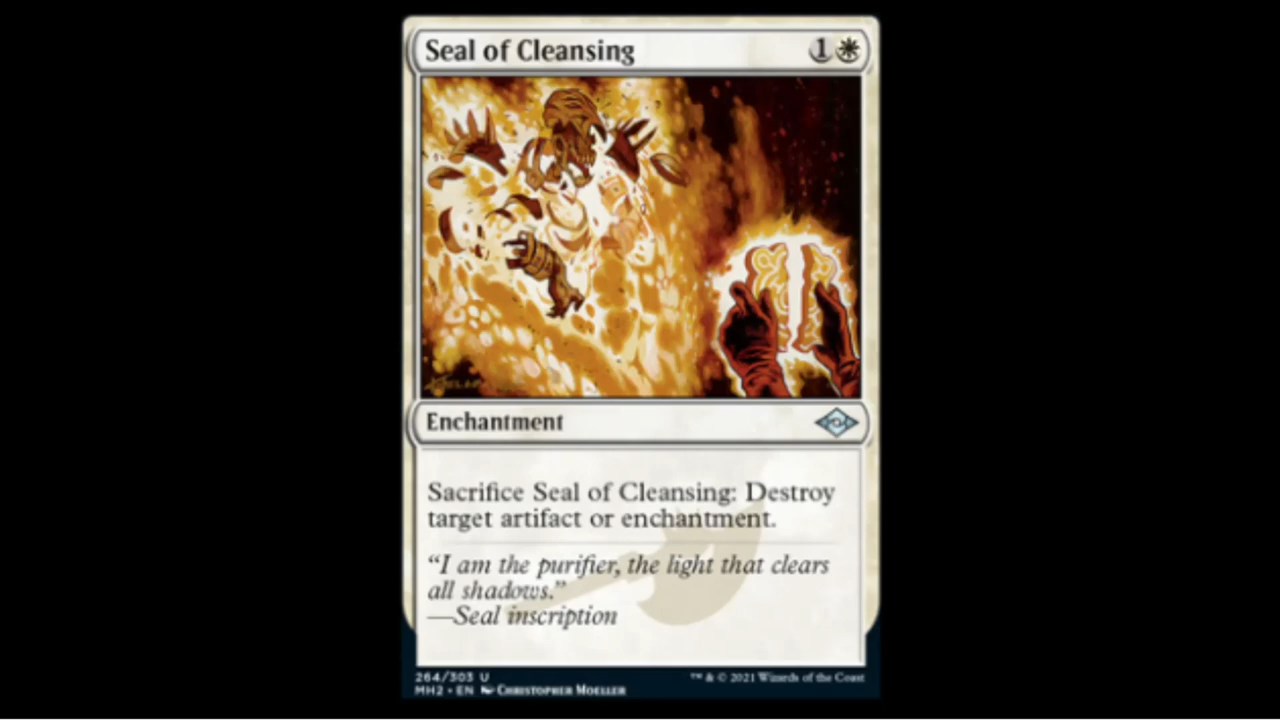 Seal of Cleansing 1
Enchantment
Sacrifice Seal of Cleansing: Destroy
target artifact or enchantment.
“I am the purifier, the light that clears
all shadows.”
—Seal inscription
264/303 U
™ & © 2021 Wizards of the Coast
MH2 • EN Christopher Moeller